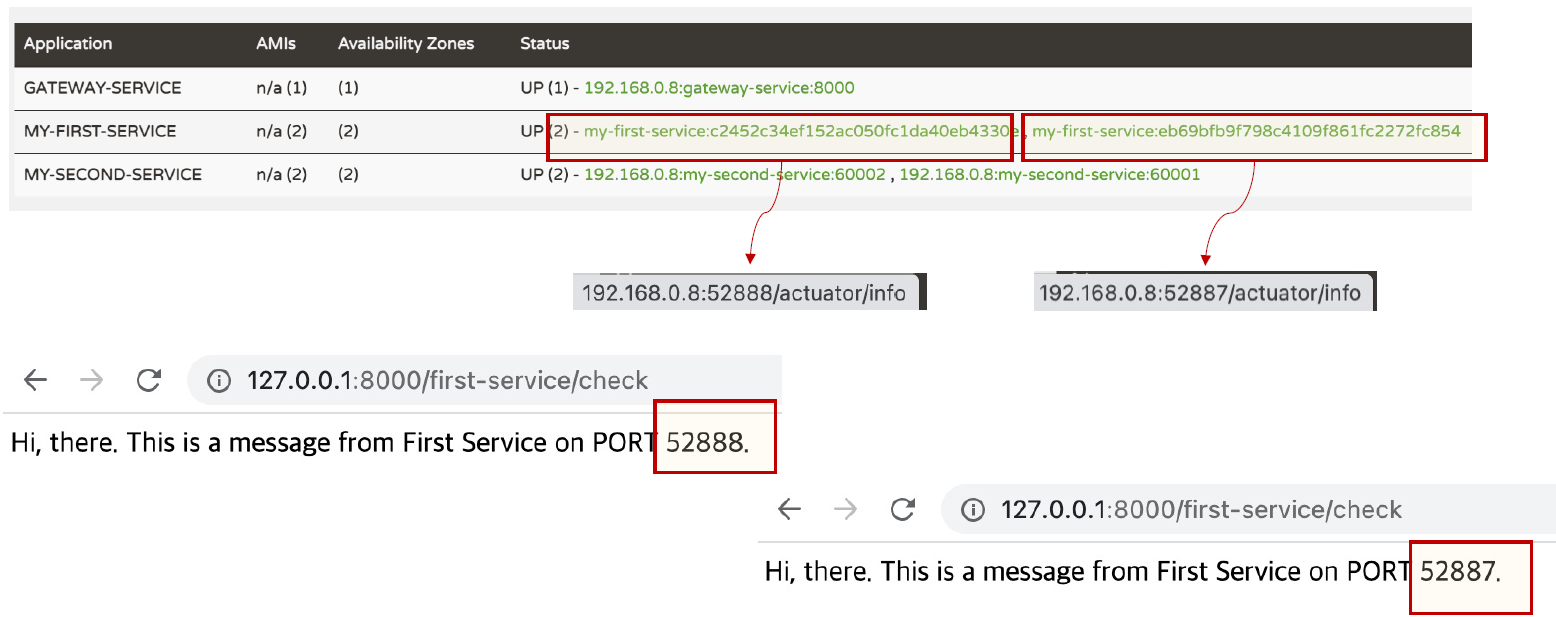 Application AMIs Availability Zones Status
GATEWAY-SERVICE n/a (1) (1) UP (1) - 192.168.0.8:gateway-service:8000
MY-FIRST-SERVICE n/a (2) (2) UP (2) - my-first-service:c2452c34ef152ac050fc1da40eb4330e , my-first-service:eb69bfb9f798c4109f861fc2272fc854
MY-SECOND-SERVICE n/a (2) (2) UP (2) - 192.168.0.8:my-second-service:60002 , 192.168.0.8:my-second-service:60001
192.168.0.8:52888/actuator/info
192.168.0.8:52887/actuator/info
127.0.0.1:8000/first-service/check
Hi, there. This is a message from First Service on PORT 52888.
127.0.0.1:8000/first-service/check
Hi, there. This is a message from First Service on PORT 52887.